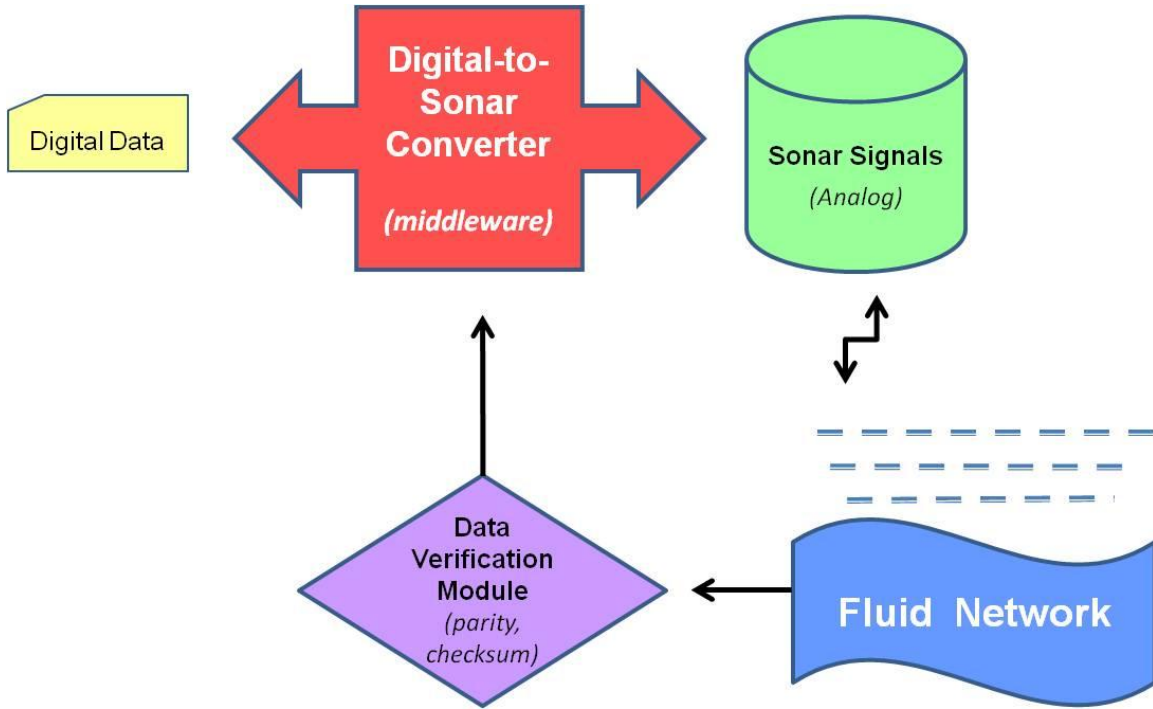 Digital Data
Digital-to-
Sonar
Converter
(middleware)
Sonar Signals
(Analog)
Data
Verification
Module
(parity,
checksum)
Fluid Network